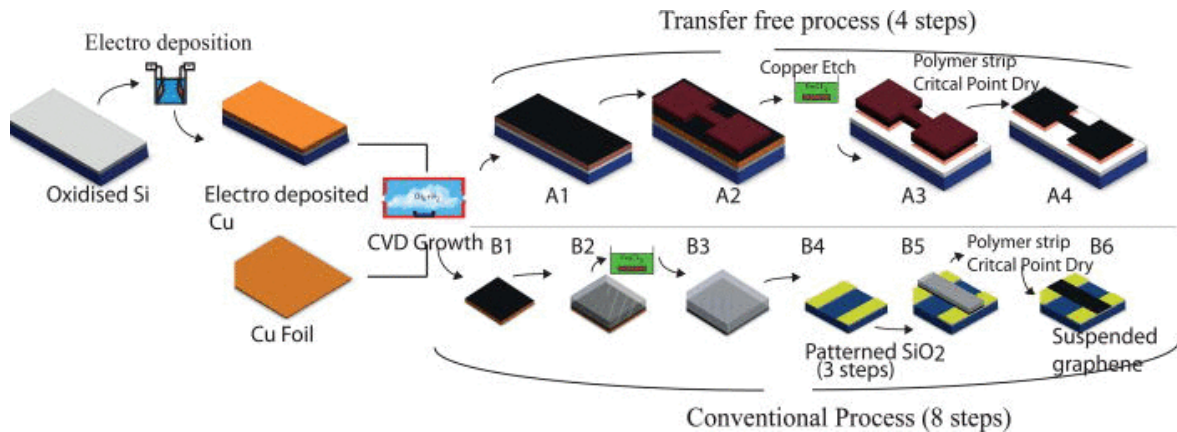 Transfer free process (4 steps)
Electro deposition
Copper Etch
Polymer strip
Critcal Point Dry
Oxidised Si
Electro deposited
Cu
A1
A2
A3
A4
CVD Growth
Cu Foil
B1
B2
B3
B4
B5
B6
Polymer strip
Critcal Point Dry
Patterned SiO2
(3 steps)
Suspended
graphene
Conventional Process (8 steps)